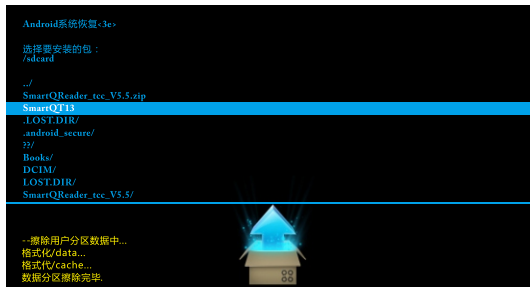 Android系统恢复<3e>
选择要安装的包：
/sdcard
../
SmartQReader_tcc_V5.5.zip
SmartQT13
.LOST.DIR/
.android_secure/
??/
Books/
DCIM/
LOST.DIR/
SmartQReader_tcc_V5.5/
--擦除用户分区数据中...
格式化/data...
格式代/cache...
数据分区擦除完毕.